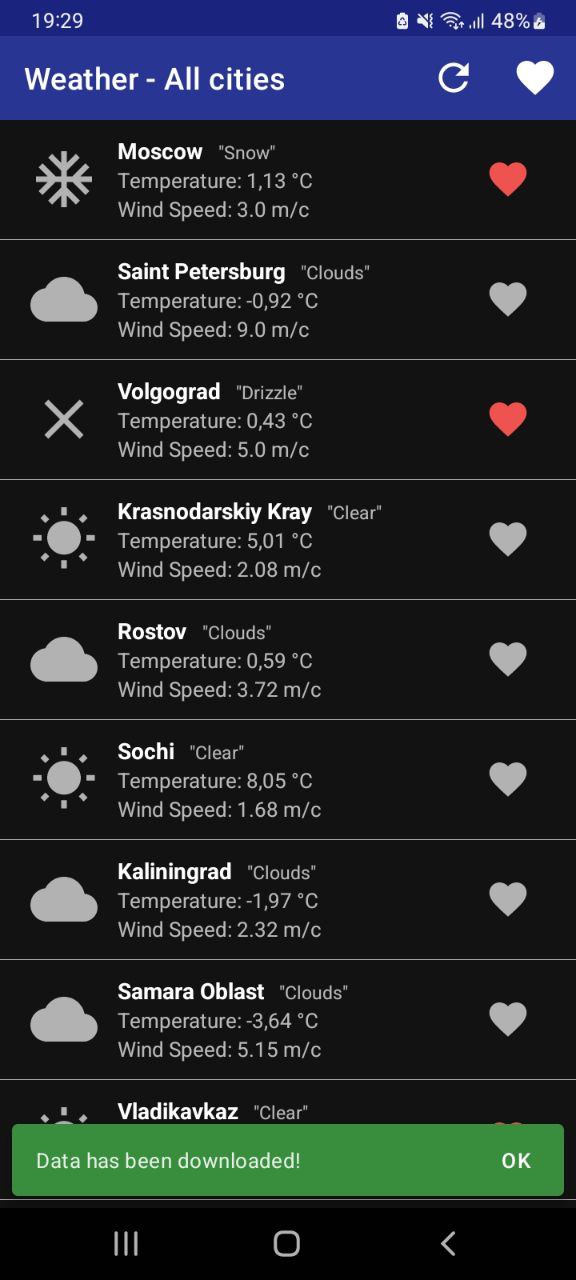 19:29 48%
Weather - All cities
Moscow "Snow"
Temperature: 1,13 °C
Wind Speed: 3.0 m/c
Saint Petersburg "Clouds"
Temperature: -0,92 °C
Wind Speed: 9.0 m/c
Volgograd "Drizzle"
Temperature: 0,43 °C
Wind Speed: 5.0 m/c
Krasnodarskiy Kray "Clear"
Temperature: 5,01 °C
Wind Speed: 2.08 m/c
Rostov "Clouds"
Temperature: 0,59 °C
Wind Speed: 3.72 m/c
Sochi "Clear"
Temperature: 8,05 °C
Wind Speed: 1.68 m/c
Kaliningrad "Clouds"
Temperature: -1,97 °C
Wind Speed: 2.32 m/c
Samara Oblast "Clouds"
Temperature: -3,64 °C
Wind Speed: 5.15 m/c
Vladikavkaz "Clear"
Data has been downloaded! OK